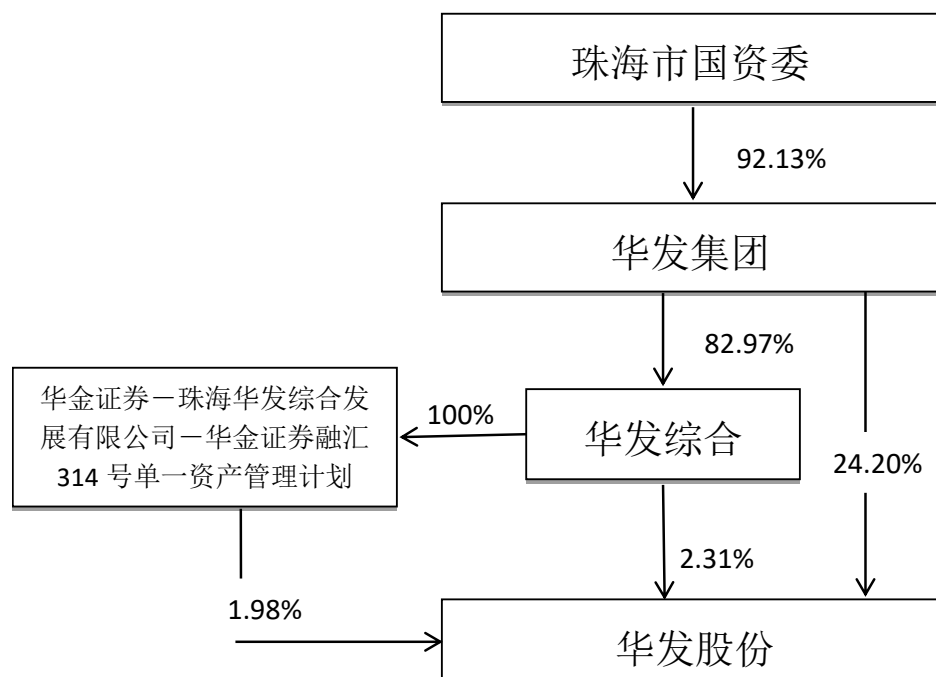 珠海市国资委
92.13%
华发集团
82.97%
华金证券－珠海华发综合发
展有限公司－华金证券融汇
314 号单一资产管理计划
100%
华发综合
24.20%
2.31%
1.98%
华发股份